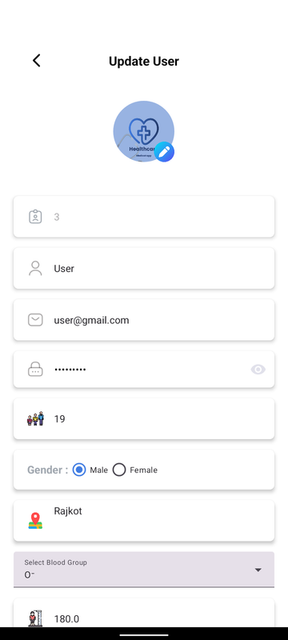 Update User
Healthcare
3
User
user@gmail.com
•••••••••
19
Gender : Male Female
Rajkot
Select Blood Group
O⁻
180.0